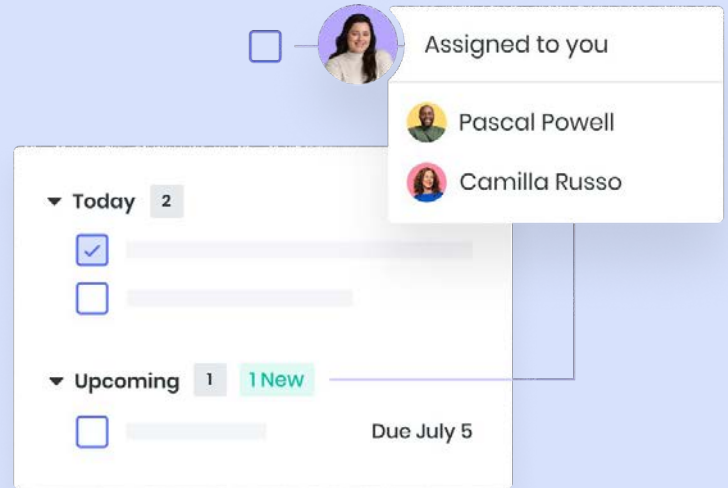 Assigned to you
Pascal Powell
Camilla Russo
Today 2
Upcoming 1 1 New
Due July 5